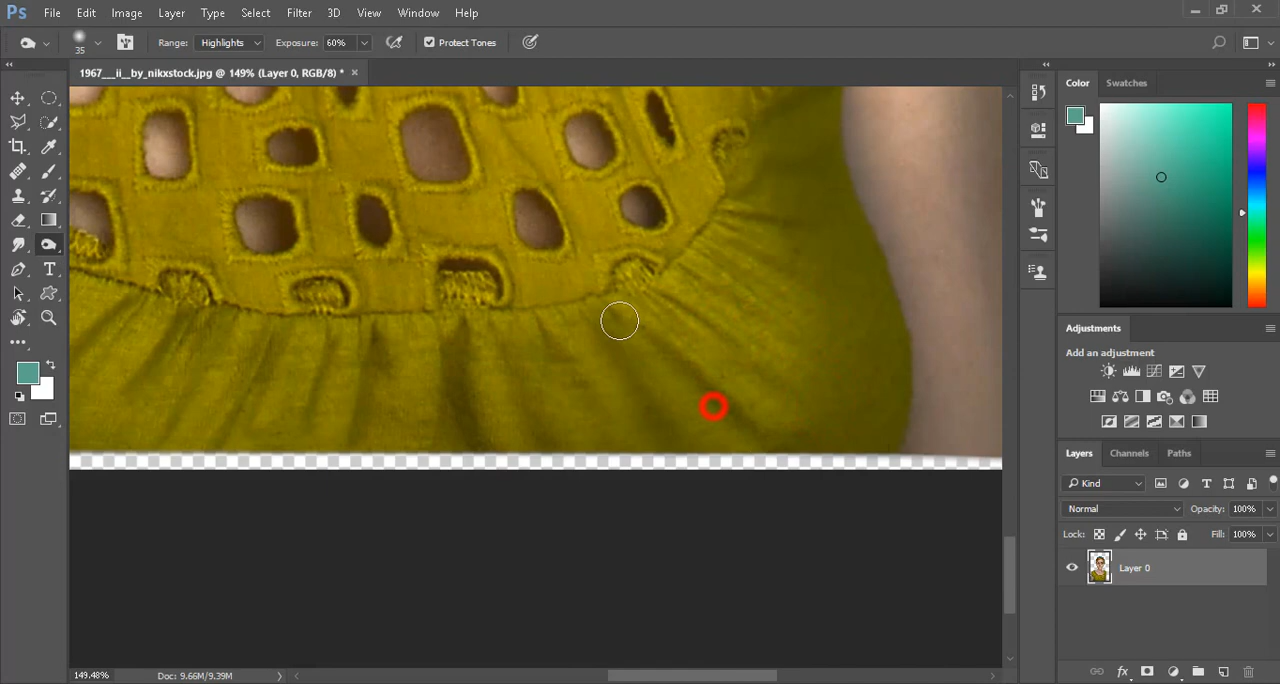 Ps File Edit Image Layer Type Select Filter 3D View Window Help
35 Range: Highlights Exposure: 60% Protect Tones
1967___ii__by_nikxstock.jpg @ 149% (Layer 0, RGB/8) * ×
Color Swatches
Adjustments
Add an adjustment
Layers Channels Paths
Kind
Normal Opacity: 100%
Lock: Fill: 100%
Layer 0
149.48% Doc: 9.66M/9.39M